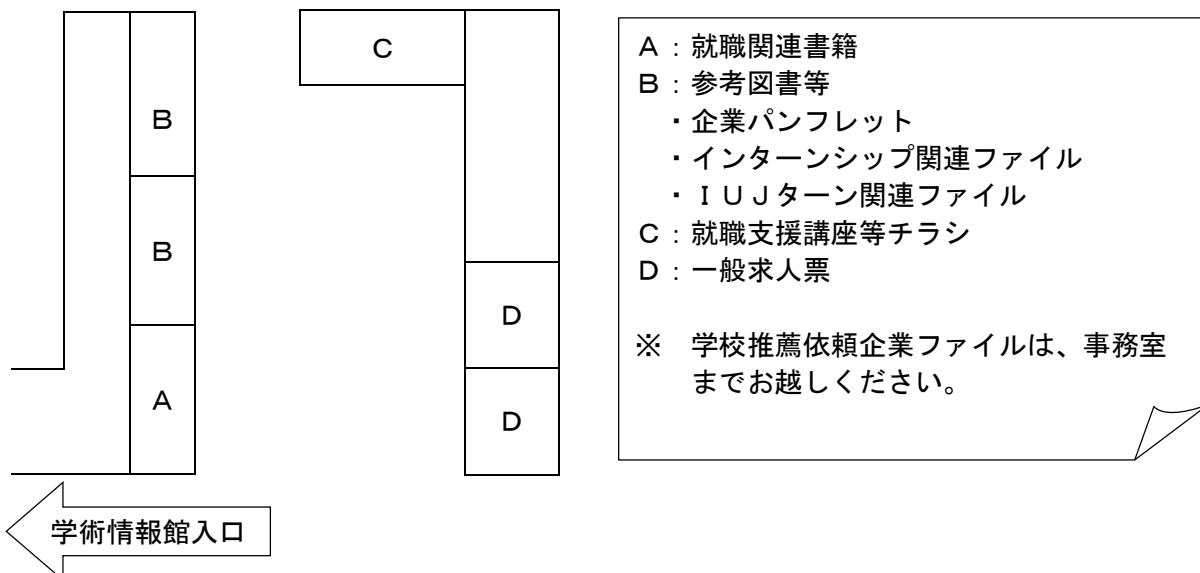 C
B
B
A
D
D
学術情報館入口
A：就職関連書籍
B：参考図書等
・企業パンフレット
・インターンシップ関連ファイル
・ＩＵＪターン関連ファイル
C：就職支援講座等チラシ
D：一般求人票
※　学校推薦依頼企業ファイルは、事務室
までお越しください。